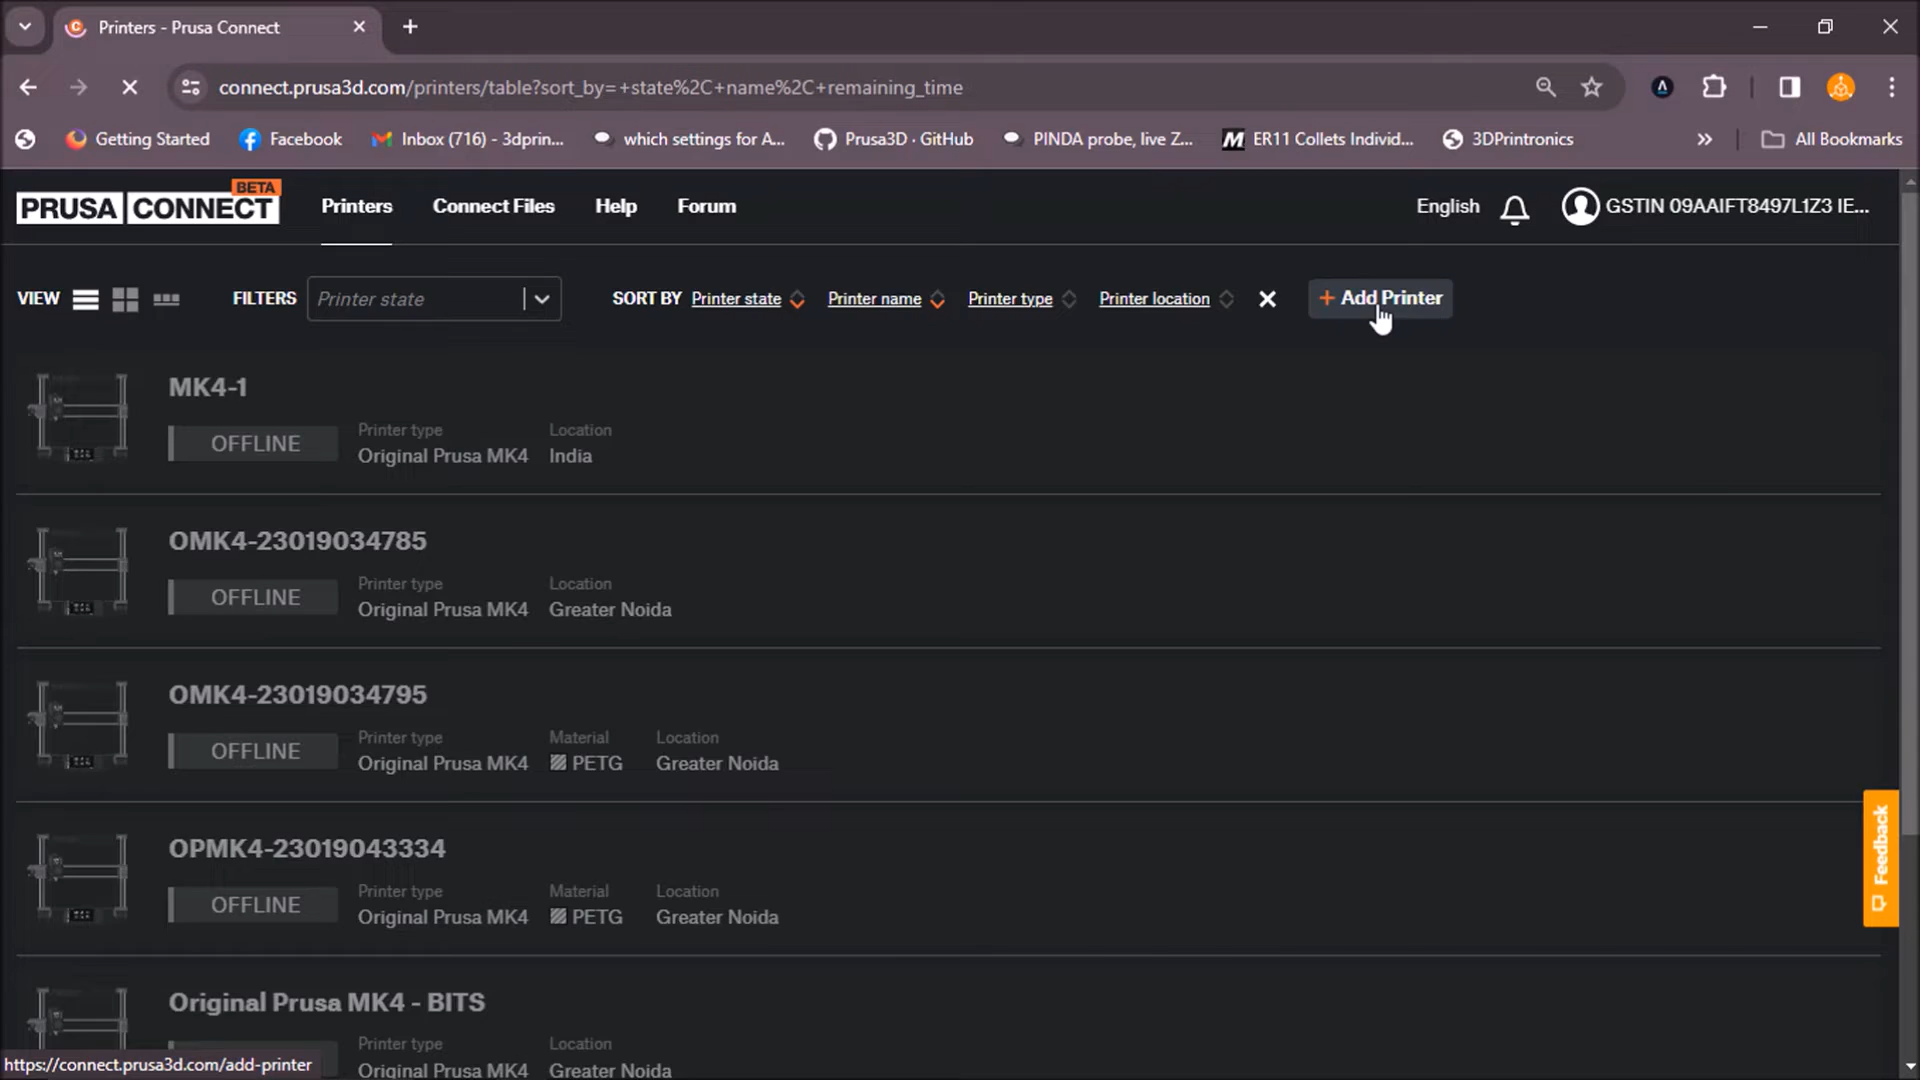 Printers - Prusa Connect
connect.prusa3d.com/printers/table?sort_by=+state%2C+name%2C+remaining_time
Getting Started Facebook Inbox (716) - 3dprin... which settings for A... Prusa3D · GitHub PINDA probe, live Z... ER11 Collets Individ... 3DPrintronics All Bookmarks
BETA
PRUSA CONNECT Printers Connect Files Help Forum English GSTIN 09AAIFT8497L1Z3 IE...
VIEW FILTERS Printer state SORT BY Printer state Printer name Printer type Printer location + Add Printer
MK4-1
Printer type Location
OFFLINE
Original Prusa MK4 India
OMK4-23019034785
Printer type Location
OFFLINE
Original Prusa MK4 Greater Noida
OMK4-23019034795
Printer type Material Location
OFFLINE
Original Prusa MK4 PETG Greater Noida
Feedback
OPMK4-23019043334
Printer type Material Location
OFFLINE
Original Prusa MK4 PETG Greater Noida
Original Prusa MK4 - BITS
Printer type Location
Original Prusa MK4 Greater Noida
https://connect.prusa3d.com/add-printer